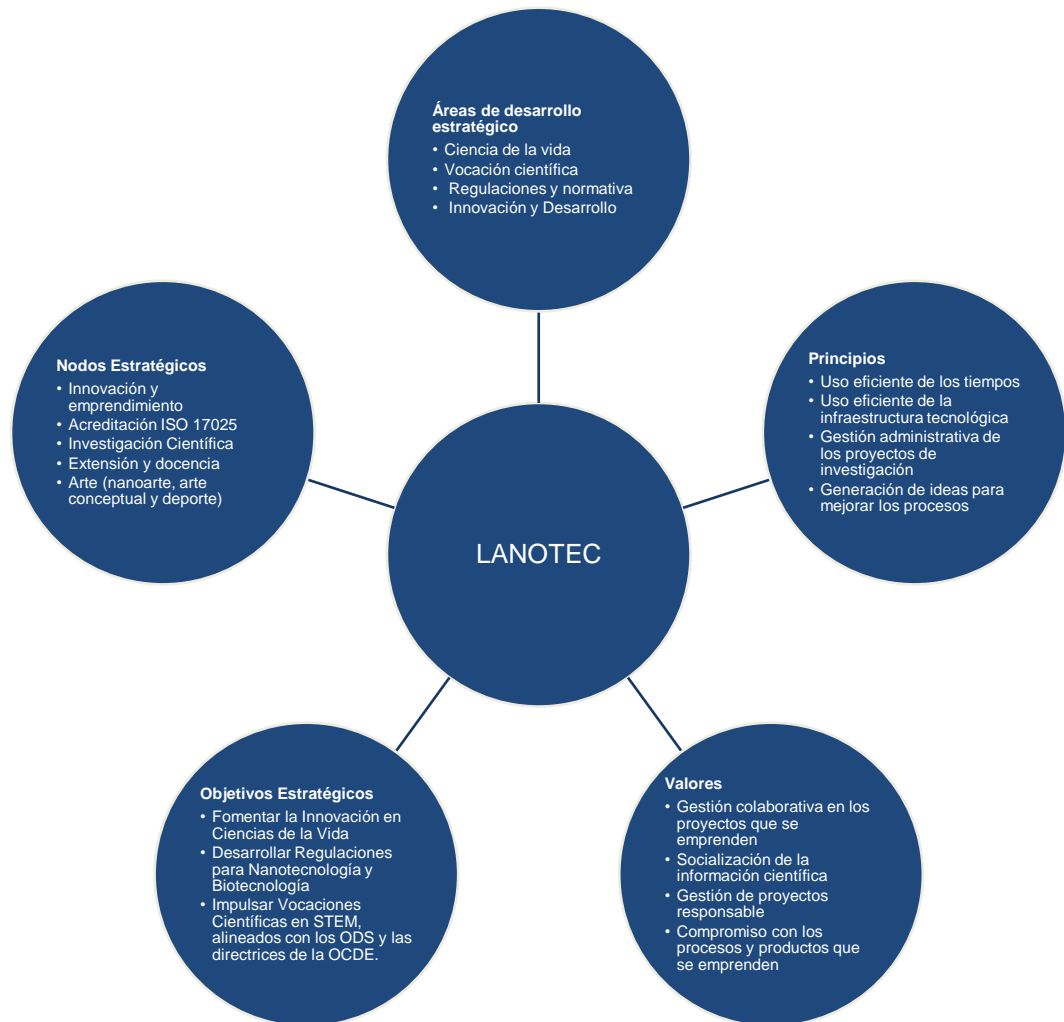 Áreas de desarrollo
estratégico
• Ciencia de la vida
• Vocación científica
• Regulaciones y normativa
• Innovación y Desarrollo
Nodos Estratégicos
• Innovación y
emprendimiento
• Acreditación ISO 17025
• Investigación Científica
• Extensión y docencia
• Arte (nanoarte, arte
conceptual y deporte)
Principios
• Uso eficiente de los tiempos
• Uso eficiente de la
infraestructura tecnológica
• Gestión administrativa de
los proyectos de
investigación
• Generación de ideas para
mejorar los procesos
LANOTEC
Objetivos Estratégicos
• Fomentar la Innovación en
Ciencias de la Vida
• Desarrollar Regulaciones
para Nanotecnología y
Biotecnología
• Impulsar Vocaciones
Científicas en STEM,
alineados con los ODS y las
directrices de la OCDE.
Valores
• Gestión colaborativa en los
proyectos que se
emprenden
• Socialización de la
información científica
• Gestión de proyectos
responsable
• Compromiso con los
procesos y productos que
se emprenden